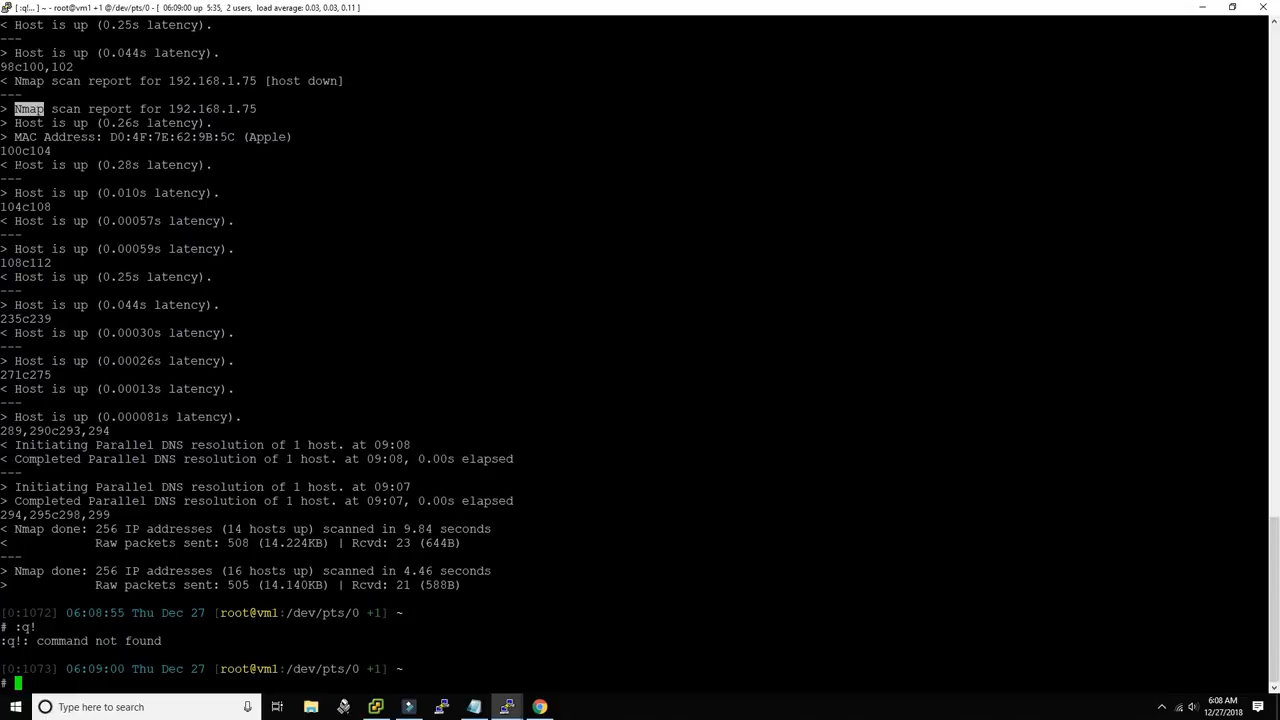 [ :q!... ] ~ - root@vm1 +1 @/dev/pts/0 - [ 06:09:00 up 5:35, 2 users, load average: 0.03, 0.03, 0.11 ]
< Host is up (0.25s latency).
---
> Host is up (0.044s latency).
98c100,102
< Nmap scan report for 192.168.1.75 [host down]
---
> Nmap scan report for 192.168.1.75
> Host is up (0.26s latency).
> MAC Address: D0:4F:7E:62:9B:5C (Apple)
100c104
< Host is up (0.28s latency).
---
> Host is up (0.010s latency).
104c108
< Host is up (0.00057s latency).
---
> Host is up (0.00059s latency).
108c112
< Host is up (0.25s latency).
---
> Host is up (0.044s latency).
235c239
< Host is up (0.00030s latency).
---
> Host is up (0.00026s latency).
271c275
< Host is up (0.00013s latency).
---
> Host is up (0.000081s latency).
289,290c293,294
< Initiating Parallel DNS resolution of 1 host. at 09:08
< Completed Parallel DNS resolution of 1 host. at 09:08, 0.00s elapsed
---
> Initiating Parallel DNS resolution of 1 host. at 09:07
> Completed Parallel DNS resolution of 1 host. at 09:07, 0.00s elapsed
294,295c298,299
< Nmap done: 256 IP addresses (14 hosts up) scanned in 9.84 seconds
<            Raw packets sent: 508 (14.224KB) | Rcvd: 23 (644B)
---
> Nmap done: 256 IP addresses (16 hosts up) scanned in 4.46 seconds
>            Raw packets sent: 505 (14.140KB) | Rcvd: 21 (588B)
[0:1072] 06:08:55 Thu Dec 27 [root@vm1:/dev/pts/0 +1] ~
# :q!
:q!: command not found
[0:1073] 06:09:00 Thu Dec 27 [root@vm1:/dev/pts/0 +1] ~
#
Type here to search
6:08 AM
12/27/2018